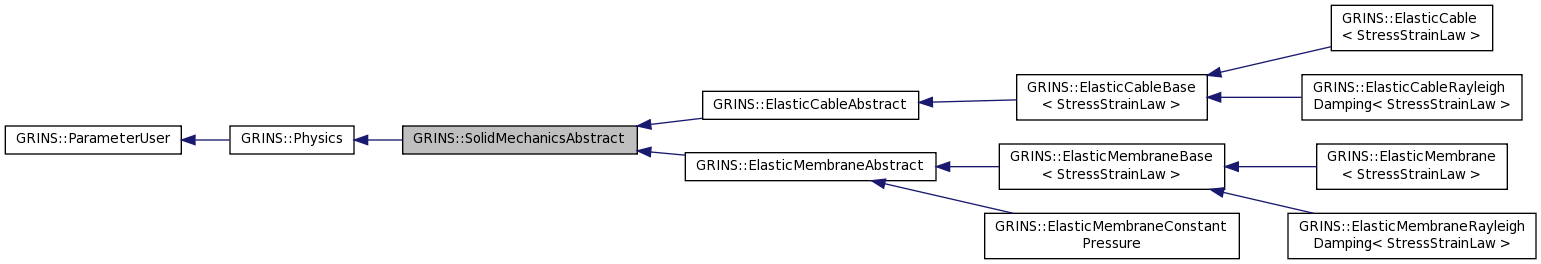 GRINS::ElasticCable
< StressStrainLaw >
GRINS::ElasticCableBase
< StressStrainLaw >
GRINS::ElasticCableRayleigh
Damping< StressStrainLaw >
GRINS::ElasticCableAbstract
GRINS::ParameterUser
GRINS::Physics
GRINS::SolidMechanicsAbstract
GRINS::ElasticMembraneAbstract
GRINS::ElasticMembraneBase
< StressStrainLaw >
GRINS::ElasticMembrane
< StressStrainLaw >
GRINS::ElasticMembraneConstant
Pressure
GRINS::ElasticMembraneRayleigh
Damping< StressStrainLaw >